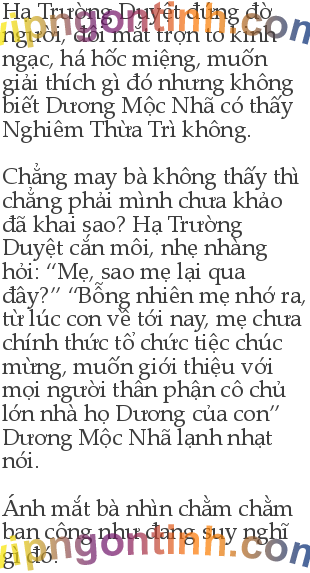 Hạ Trường Duyệt đứng đờ
người, đôi mắt trợn to kinh
ngạc, há hốc miệng, muốn
giải thích gì đó nhưng không
biết Dương Mộc Nhã có thấy
Nghiêm Thừa Trì không.
Chẳng may bà không thấy thì
chẳng phải mình chưa khảo
đã khai sao? Hạ Trường
Duyệt cắn môi, nhẹ nhàng
hỏi: “Mẹ, sao mẹ lại qua
đây?” “Bỗng nhiên mẹ nhớ ra,
từ lúc con về tới nay, mẹ chưa
chính thức tổ chức tiệc chúc
mừng, muốn giới thiệu với
mọi người thân phận cô chủ
lớn nhà họ Dương của con”
Dương Mộc Nhã lạnh nhạt
nói.
Ánh mắt bà nhìn chằm chằm
ban công như đang suy nghĩ
gì đó.
vipngontinh.com
vipngontinh.com